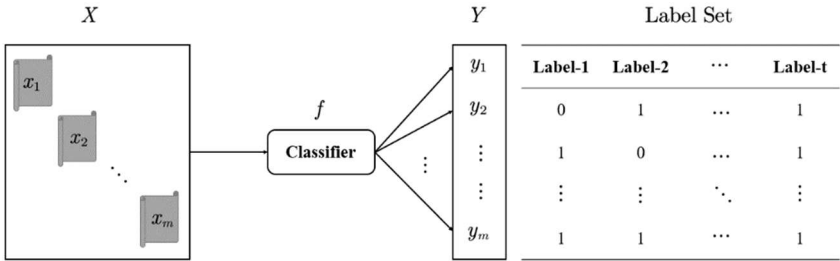 X
Y
Label Set
x₁
x₂
⋱
xₘ
f
Classifier
⋮
y₁
y₂
⋮
⋮
yₘ
Label-1 Label-2 ⋯ Label-t
0 1 ... 1
1 0 ... 1
⋮ ⋮ ⋱ ⋮
1 1 ⋯ 1